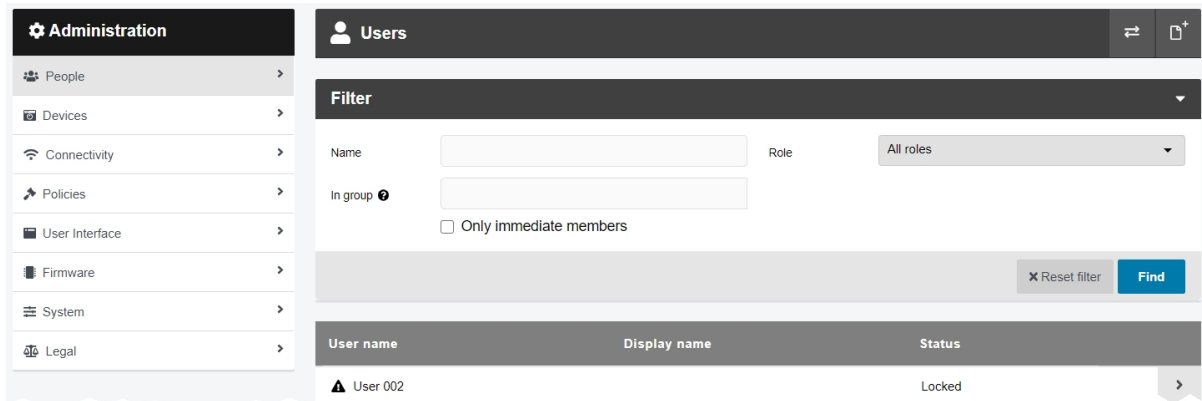 Administration
People
Devices
Connectivity
Policies
User Interface
Firmware
System
Legal
Users
Filter
Name
Role
All roles
In group
Only immediate members
Reset filter
Find
User name Display name Status
User 002 Locked